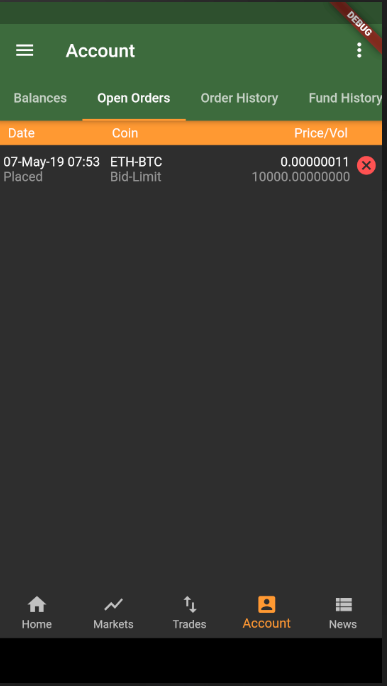 DEBUG
Account
Balances Open Orders Order History Fund History
Date Coin Price/Vol
07-May-19 07:53 ETH-BTC 0.00000011
Placed Bid-Limit 10000.00000000
Home Markets Trades Account News